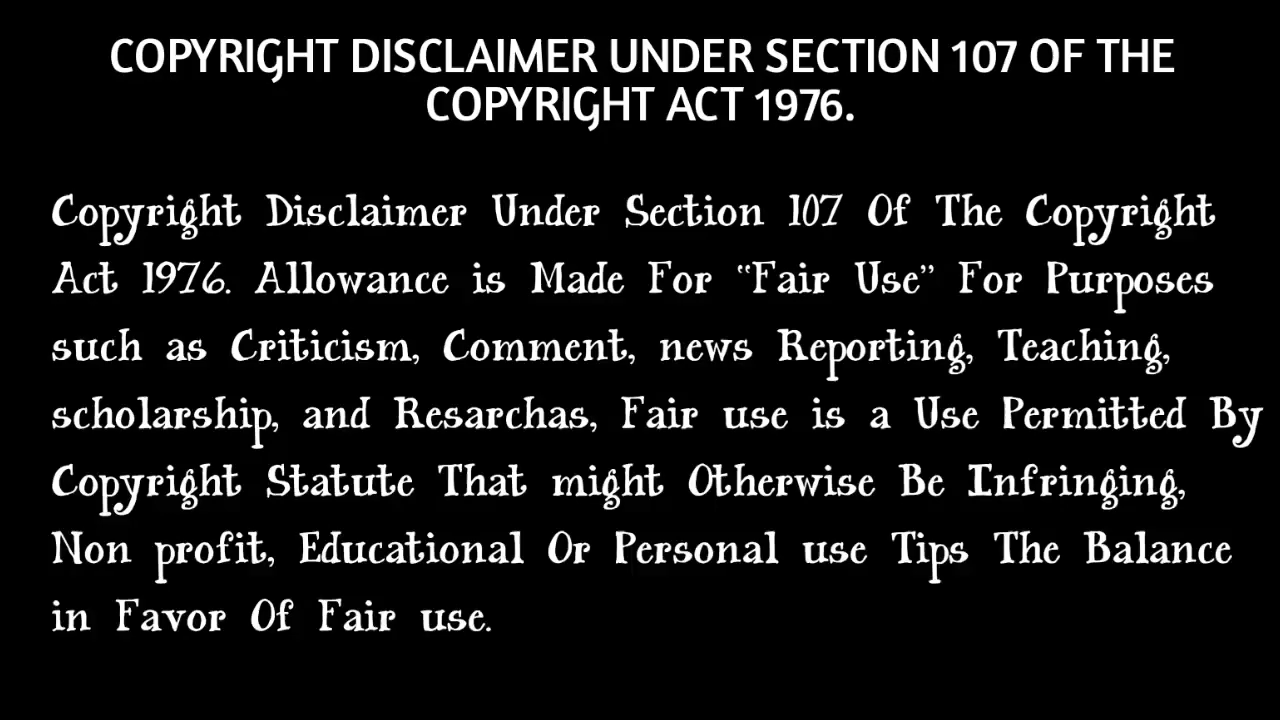 COPYRIGHT DISCLAIMER UNDER SECTION 107 OF THE
COPYRIGHT ACT 1976.
Copyright Disclaimer Under Section 107 Of The Copyright
Act 1976. Allowance is Made For “Fair Use” For Purposes
such as Criticism, Comment, news Reporting, Teaching,
scholarship, and Resarchas, Fair use is a Use Permitted By
Copyright Statute That might Otherwise Be Infringing,
Non profit, Educational Or Personal use Tips The Balance
in Favor Of Fair use.